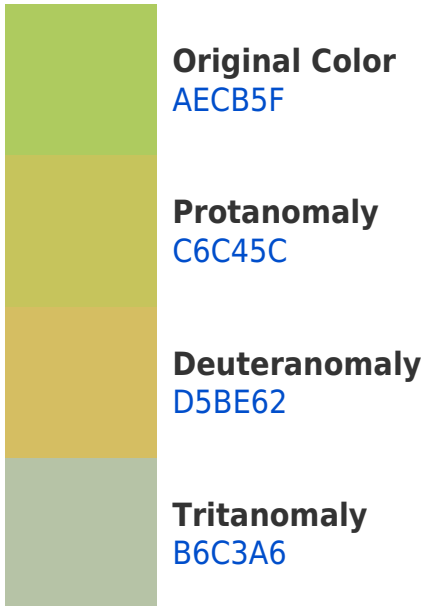 Original Color
AECB5F
Protanomaly
C6C45C
Deuteranomaly
D5BE62
Tritanomaly
B6C3A6